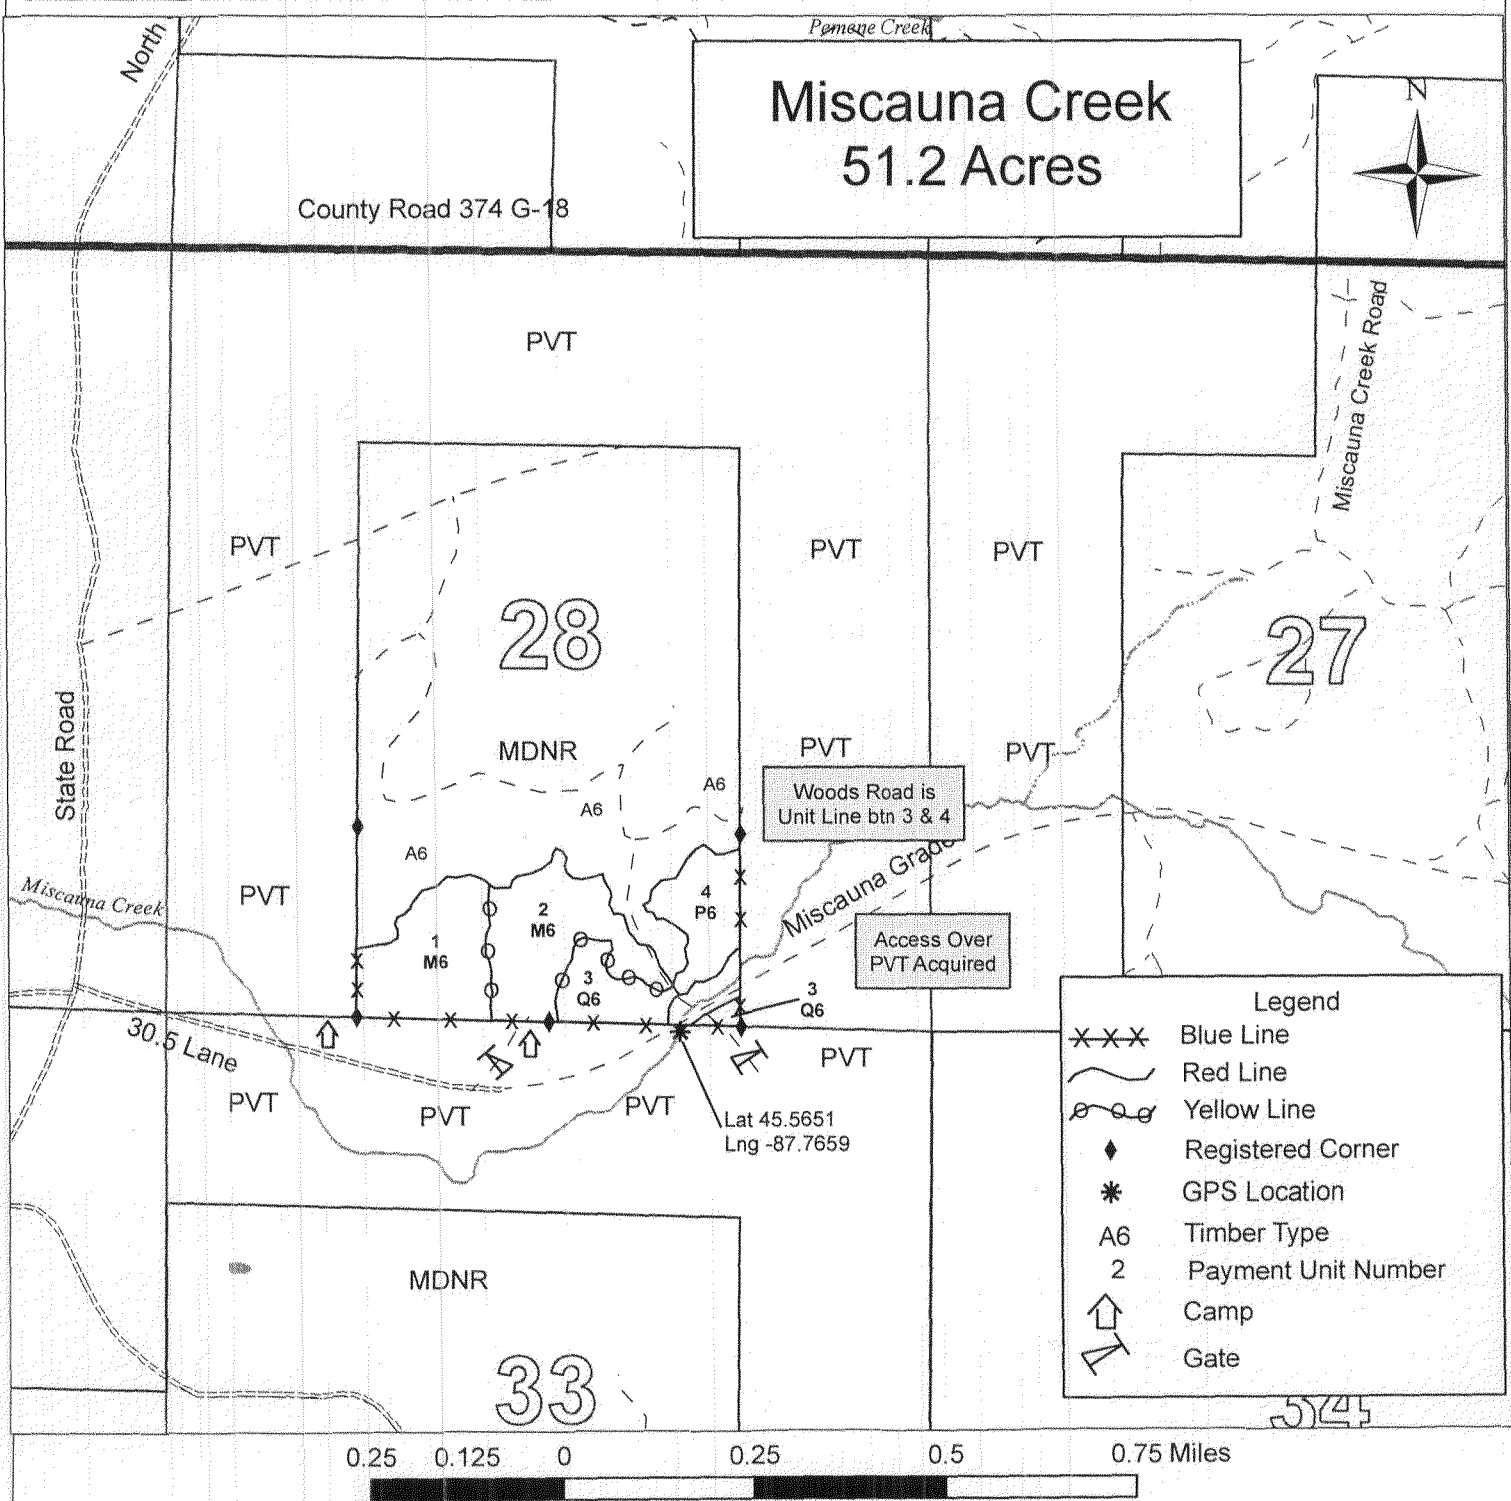 Pemene Creek
North
Miscauna Creek
51.2 Acres
N
County Road 374 G-18
PVT
Miscauna Creek Road
PVT
PVT
PVT
28
27
State Road
MDNR
PVT
PVT
A6
A6
Woods Road is
Unit Line btn 3 & 4
A6
Miscauna Grade
Miscauna Creek
PVT
4
P6
2
M6
1
M6
Access Over
PVT Acquired
3
Q6
3
Q6
30.5 Lane
PVT
PVT
PVT
PVT
Lat 45.5651
Lng -87.7659
Legend
Blue Line
Red Line
Yellow Line
Registered Corner
GPS Location
A6 Timber Type
2 Payment Unit Number
Camp
Gate
MDNR
33
34
0.25 0.125 0 0.25 0.5 0.75 Miles